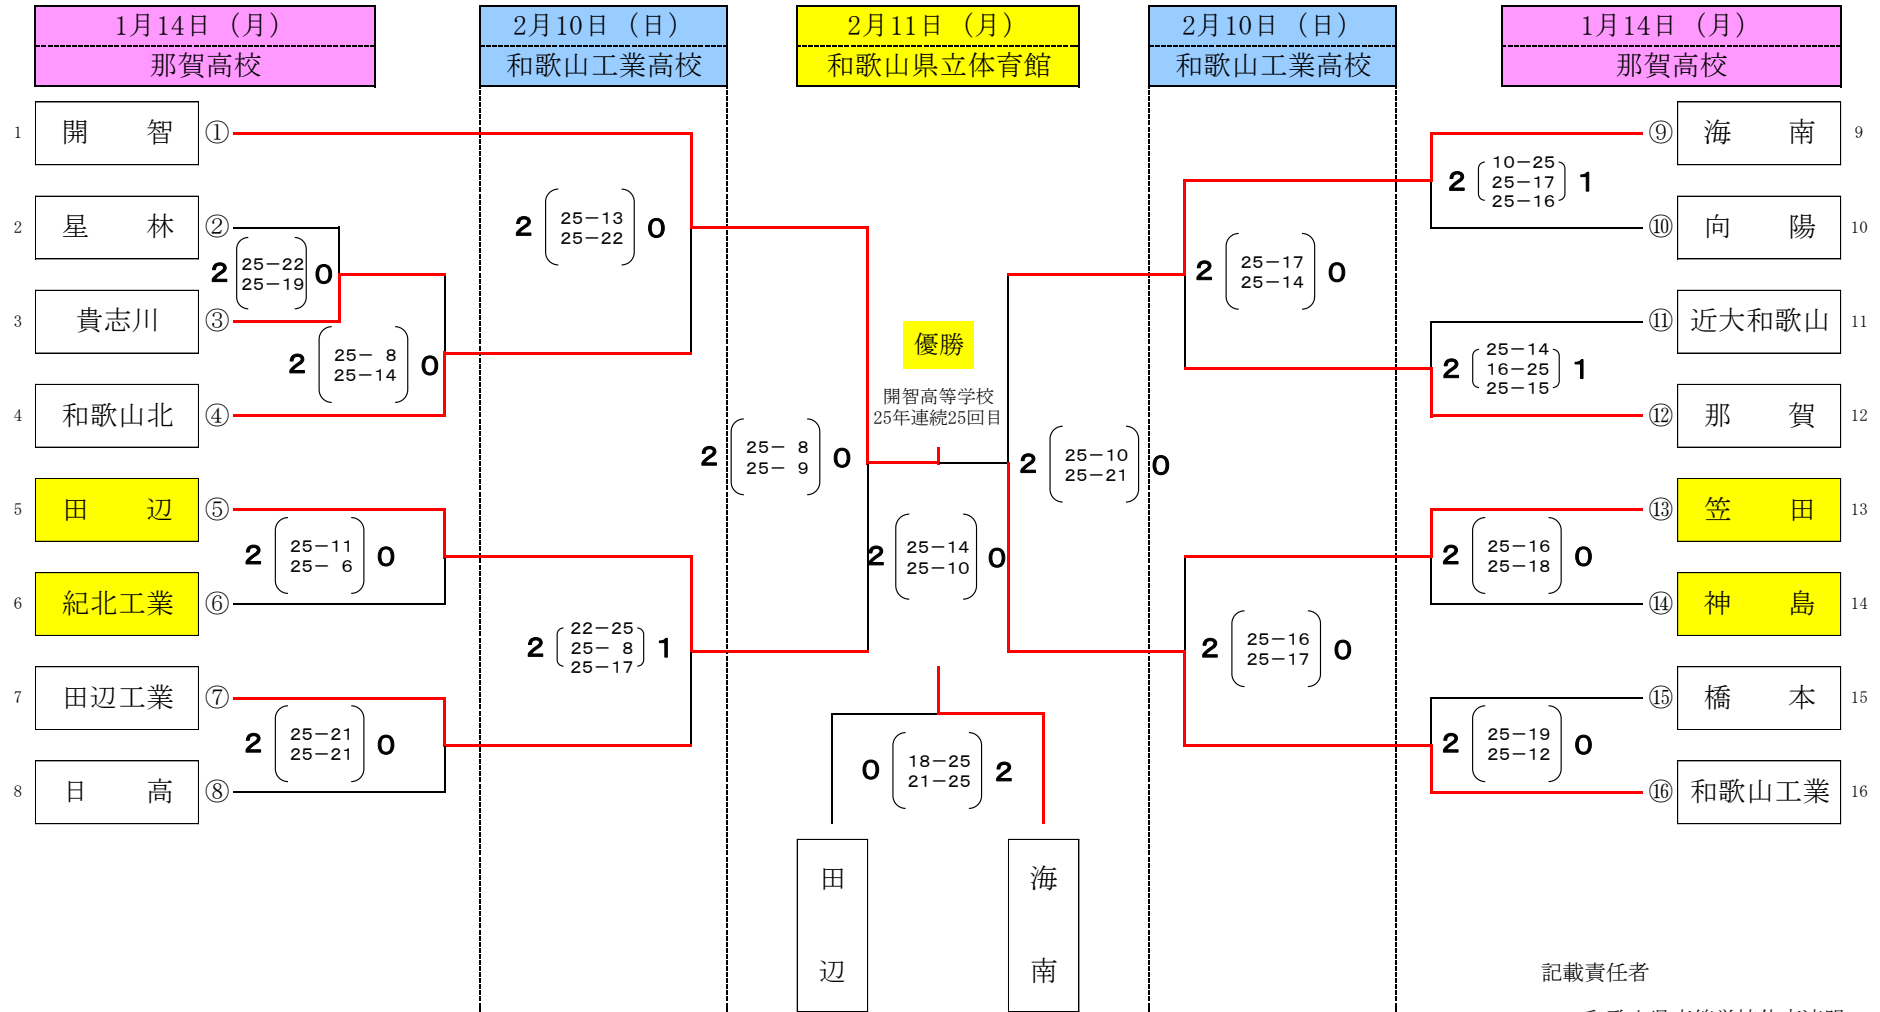 1月14日（月）
那賀高校
2月10日（日）
和歌山工業高校
2月11日（月）
和歌山県立体育館
2月10日（日）
和歌山工業高校
1月14日（月）
那賀高校
1 開智 ①
2 星林 ②
3 貴志川 ③
4 和歌山北 ④
5 田辺 ⑤
6 紀北工業 ⑥
7 田辺工業 ⑦
8 日高 ⑧
2 25－22 0
25－19
2 25－ 8 0
25－14
2 25－11 0
25－ 6
2 25－21 0
25－21
2 25－13 0
25－22
2 22－25 1
25－ 8
25－17
2 25－ 8 0
25－ 9
優勝
開智高等学校
25年連続25回目
2 25－14 0
25－10
0 18－25 2
21－25
田辺
海南
2 25－10 0
25－21
2 25－17 0
25－14
2 25－16 0
25－17
2 10－25 1
25－17
25－16
2 25－14 1
16－25
25－15
2 25－16 0
25－18
2 25－19 0
25－12
⑨ 海南 9
⑩ 向陽 10
⑪ 近大和歌山 11
⑫ 那賀 12
⑬ 笠田 13
⑭ 神島 14
⑮ 橋本 15
⑯ 和歌山工業 16
記載責任者